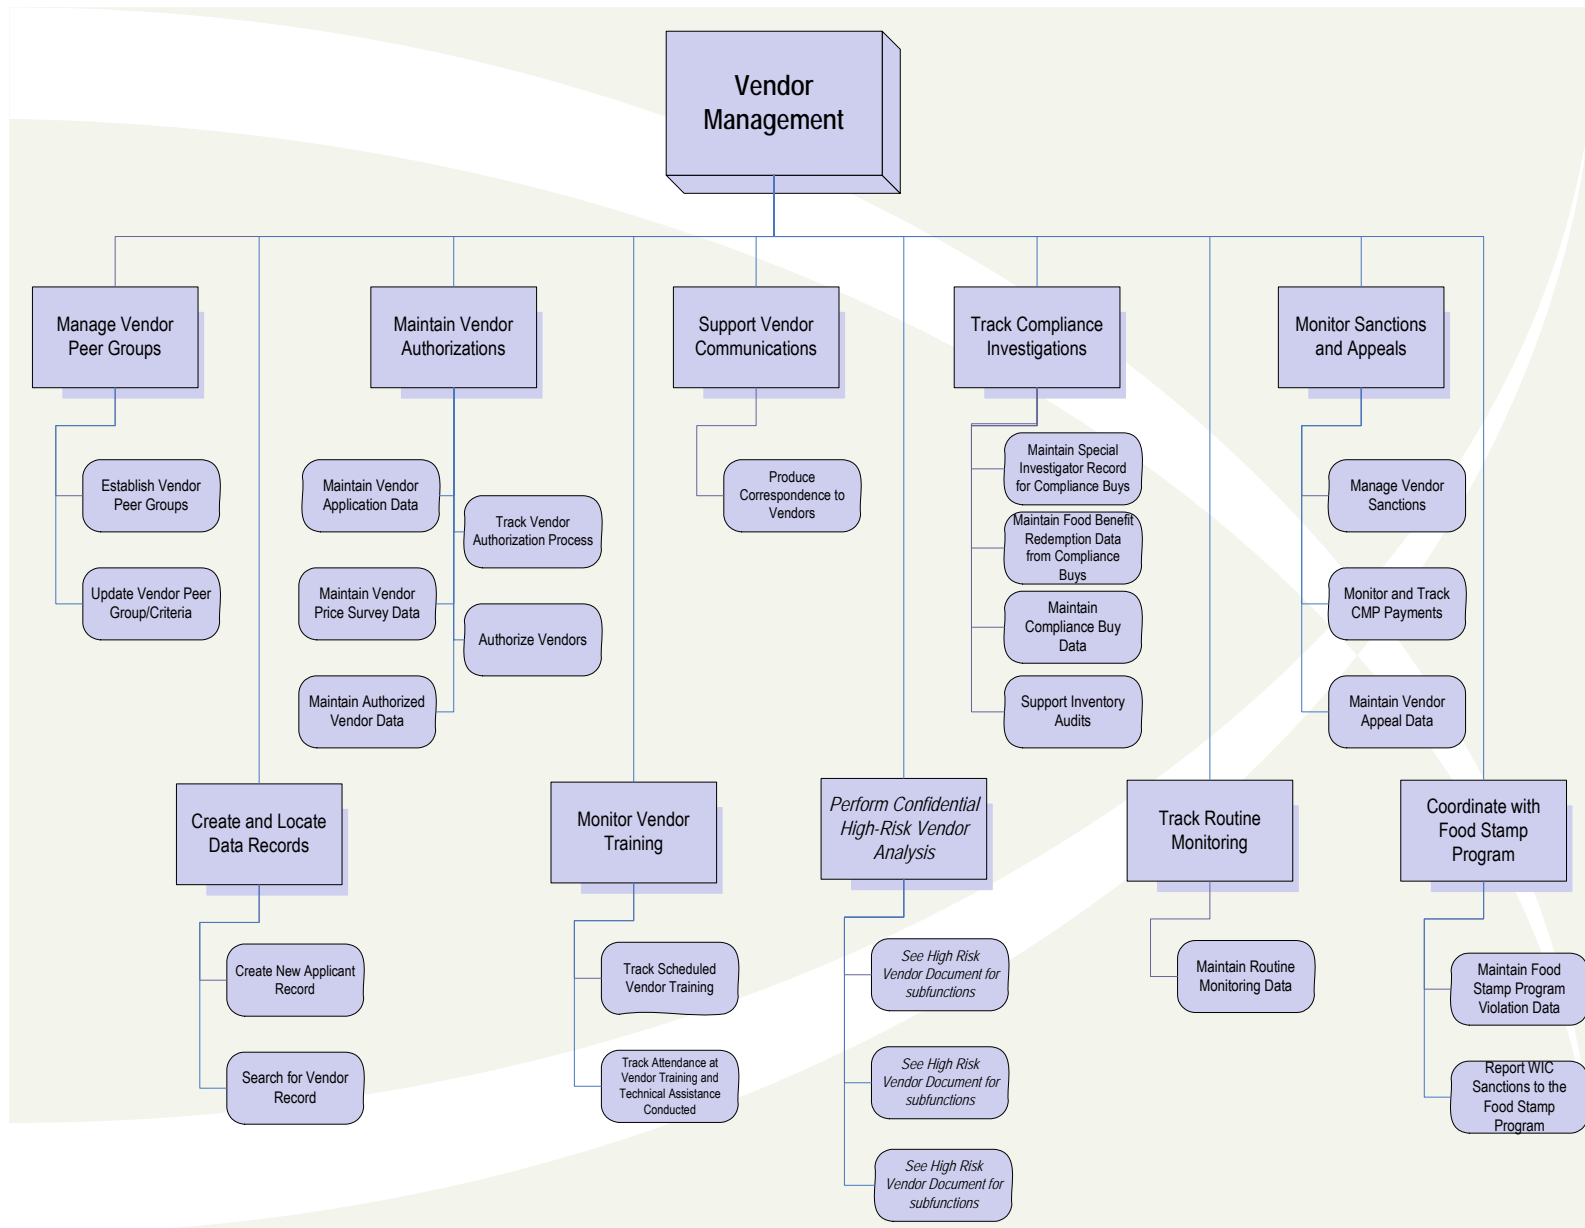 Vendor
Management
Manage Vendor
Peer Groups
Maintain Vendor
Authorizations
Support Vendor
Communications
Track Compliance
Investigations
Monitor Sanctions
and Appeals
Establish Vendor
Peer Groups
Update Vendor Peer
Group/Criteria
Maintain Vendor
Application Data
Track Vendor
Authorization Process
Maintain Vendor
Price Survey Data
Authorize Vendors
Maintain Authorized
Vendor Data
Produce
Correspondence to
Vendors
Maintain Special
Investigator Record
for Compliance Buys
Maintain Food Benefit
Redemption Data
from Compliance
Buys
Maintain
Compliance Buy
Data
Support Inventory
Audits
Manage Vendor
Sanctions
Monitor and Track
CMP Payments
Maintain Vendor
Appeal Data
Create and Locate
Data Records
Monitor Vendor
Training
Perform Confidential
High-Risk Vendor
Analysis
Track Routine
Monitoring
Coordinate with
Food Stamp
Program
Create New Applicant
Record
Search for Vendor
Record
Track Scheduled
Vendor Training
Track Attendance at
Vendor Training and
Technical Assistance
Conducted
See High Risk
Vendor Document for
subfunctions
See High Risk
Vendor Document for
subfunctions
See High Risk
Vendor Document for
subfunctions
Maintain Routine
Monitoring Data
Maintain Food
Stamp Program
Violation Data
Report WIC
Sanctions to the
Food Stamp
Program